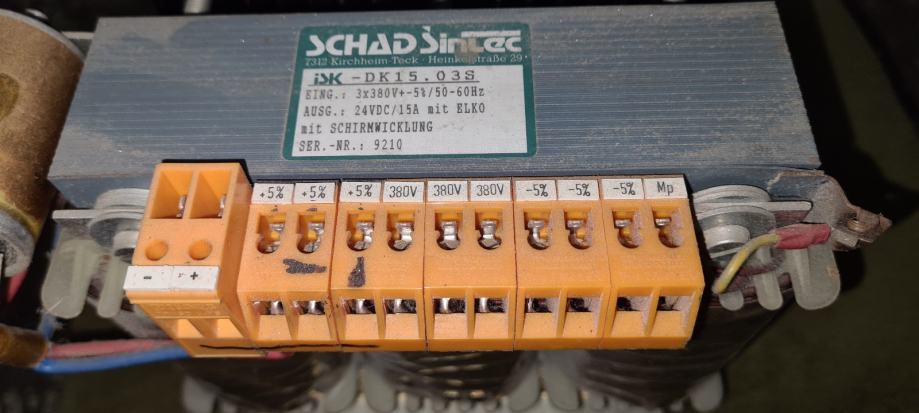 SCHAD Sintec
7312 Kirchheim-Teck · Heinkelstraße 29
iSK -DK15.03S
EING.: 3x380V+-5%/50-60Hz
AUSG.: 24VDC/15A mit ELKO
mit SCHIRMWICKLUNG
SER.-NR.: 9210
+5% +5% +5% 380V 380V 380V -5% -5% -5% Mp
- +